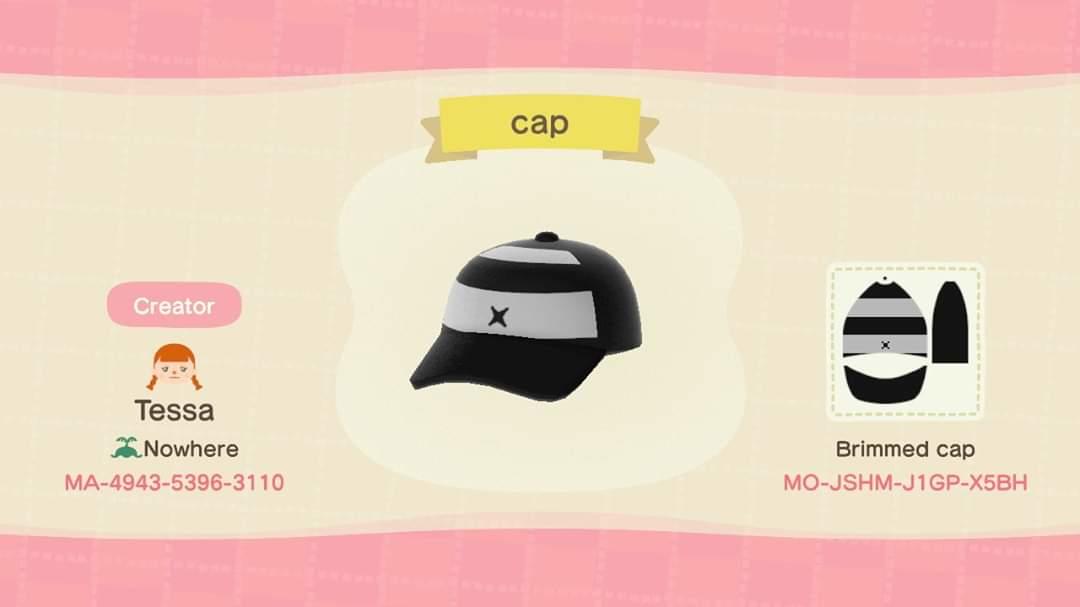 cap
Creator
Tessa
Nowhere
MA-4943-5396-3110
Brimmed cap
MO-JSHM-J1GP-X5BH